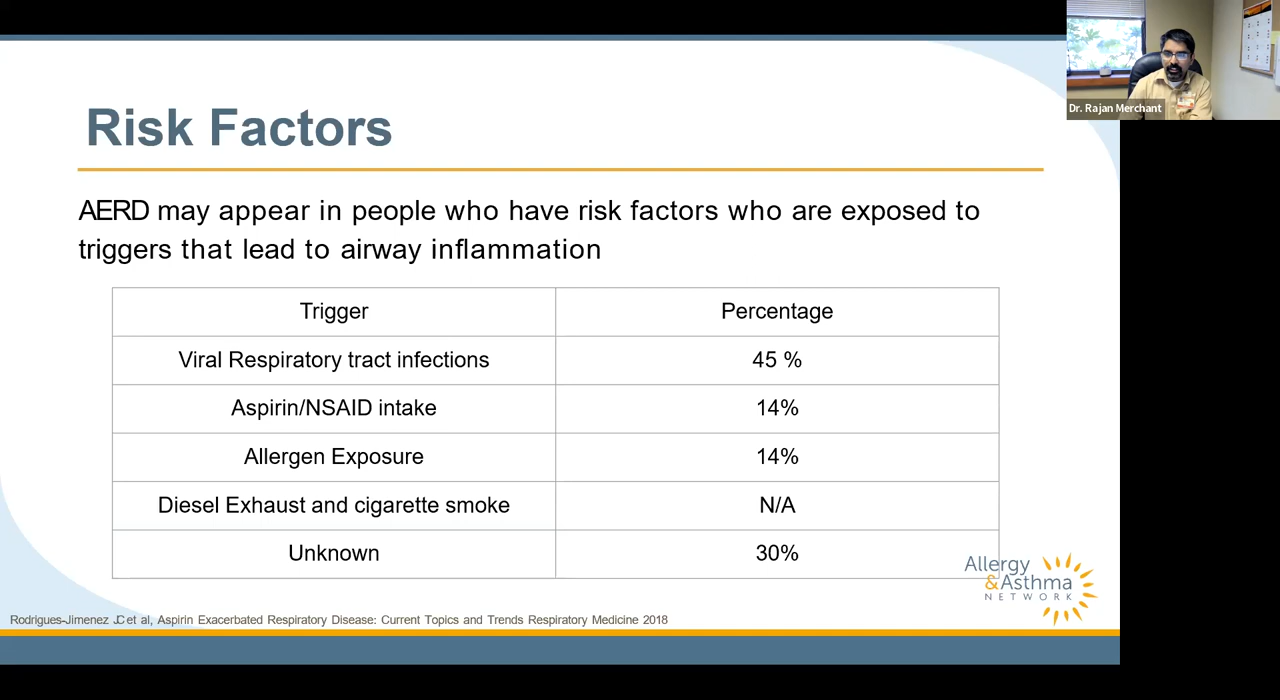 Dr. Rajan Merchant
Risk Factors
AERD may appear in people who have risk factors who are exposed to
triggers that lead to airway inflammation
Trigger Percentage
Viral Respiratory tract infections 45 %
Aspirin/NSAID intake 14%
Allergen Exposure 14%
Diesel Exhaust and cigarette smoke N/A
Unknown 30%
Allergy
&Asthma
NETWORK
Rodrigues-Jimenez JC et al, Aspirin Exacerbated Respiratory Disease: Current Topics and Trends Respiratory Medicine 2018